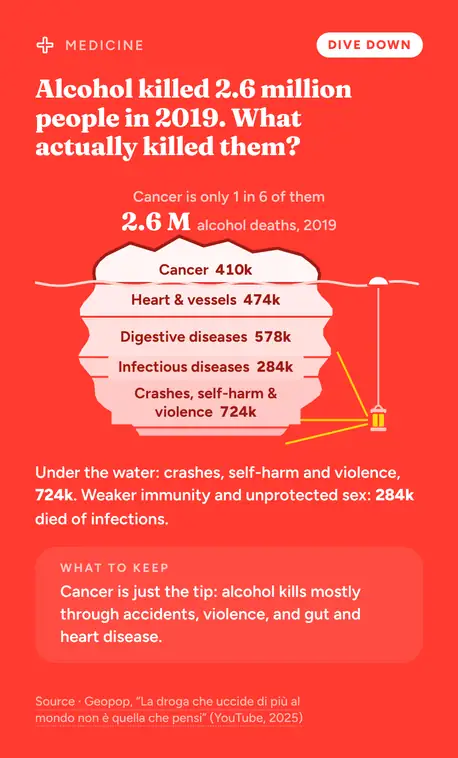 MEDICINE
DIVE DOWN
Alcohol killed 2.6 million
people in 2019. What
actually killed them?
Cancer is only 1 in 6 of them
2.6 M alcohol deaths, 2019
Cancer 410k
Heart & vessels 474k
Digestive diseases 578k
Infectious diseases 284k
Crashes, self-harm &
violence 724k
Under the water: crashes, self-harm and violence,
724k. Weaker immunity and unprotected sex: 284k
died of infections.
WHAT TO KEEP
Cancer is just the tip: alcohol kills mostly
through accidents, violence, and gut and
heart disease.
Source · Geopop, “La droga che uccide di più al
mondo non è quella che pensi” (YouTube, 2025)